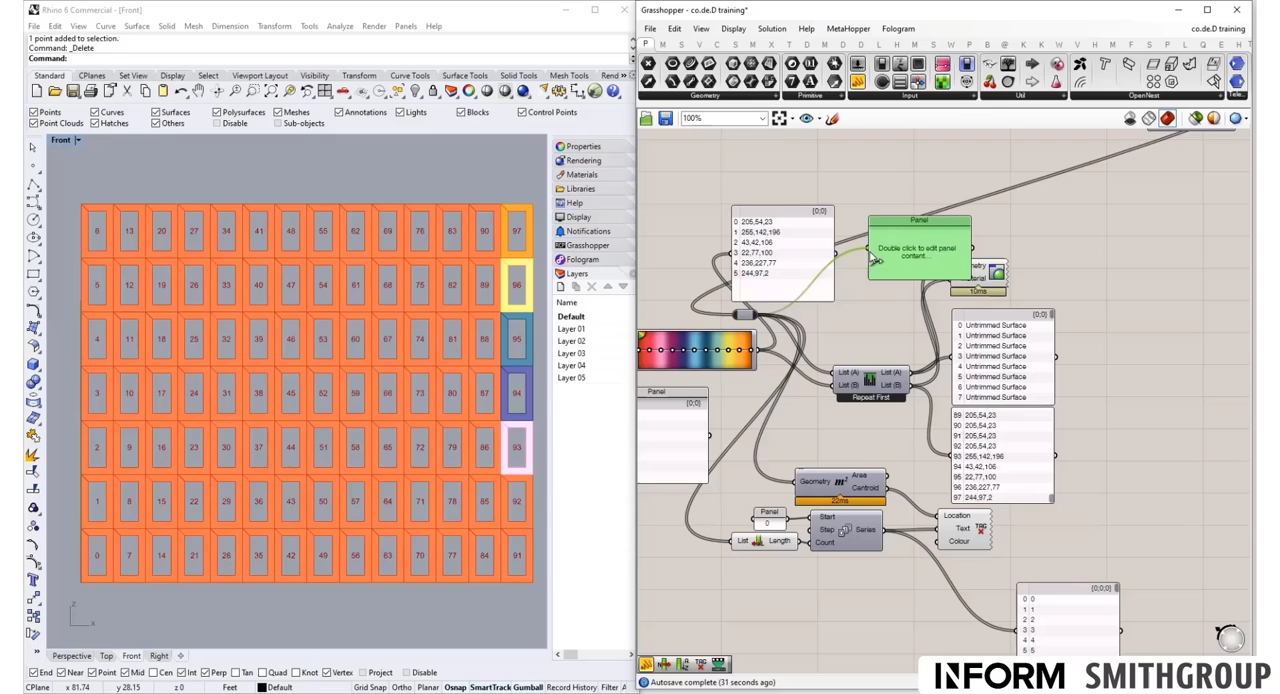 Rhino 6 Commercial - [Front]
File Edit View Curve Surface Solid Mesh Dimension Transform Tools Analyze Render Panels Help
1 point added to selection.
Command: _Delete
Command:
Standard CPlanes Set View Display Select Viewport Layout Visibility Transform Curve Tools Surface Tools Solid Tools Mesh Tools Rend »
Points Curves Surfaces Polysurfaces Meshes Annotations Lights Blocks Control Points
Point Clouds Hatches Others Disable Sub-objects
Front
Properties
Rendering
Materials
Libraries
Help
Display
Notifications
Grasshopper
Fologram
Layers
Name
Default
Layer 01
Layer 02
Layer 03
Layer 04
Layer 05
6 13 20 27 34 41 48 55 62 69 76 83 90 97
5 12 19 26 33 40 47 54 61 68 75 82 89 96
4 11 18 25 32 39 46 53 60 67 74 81 88 95
3 10 17 24 31 38 45 52 59 66 73 80 87 94
2 9 16 23 30 37 44 51 58 65 72 79 86 93
1 8 15 22 29 36 43 50 57 64 71 78 85 92
0 7 14 21 28 35 42 49 56 63 70 77 84 91
z
x
Perspective Top Front Right
End Near Point Mid Cen Int Perp Tan Quad Knot Vertex Project Disable
CPlane x 81.74 y 28.15 z 0 Feet Default Grid Snap Ortho Planar Osnap SmartTrack Gumball Record History Filter
Grasshopper - co.de.D training*
File Edit View Display Solution Help MetaHopper Fologram
co.de.D training
P M S V C S M I T D D L H M E M A F S W K P B @ A C K W
Geometry Primitive Input Util OpenNest Tele...
100%
{0;0}
0 205,54,23
1 255,142,196
2 43,42,106
3 22,77,100
4 236,227,77
5 244,97,2
Panel
Double click to edit panel
content...
metry
Material
10ms
{0;0}
0 Untrimmed Surface
1 Untrimmed Surface
2 Untrimmed Surface
3 Untrimmed Surface
4 Untrimmed Surface
5 Untrimmed Surface
6 Untrimmed Surface
7 Untrimmed Surface
List (A) List (A)
List (B) List (B)
Repeat First
Panel
{0;0}
89 205,54,23
90 205,54,23
91 205,54,23
92 205,54,23
93 255,142,196
94 43,42,106
95 22,77,100
96 236,227,77
97 244,97,2
Geometry Area
Centroid
22ms
Panel
0
Start
Step Series
Count
List Length
Location
Text
Colour
{0;0;0}
0 0
1 1
2 2
3 3
4 4
5 5
Autosave complete (31 seconds ago)
INFORM SMITHGROUP